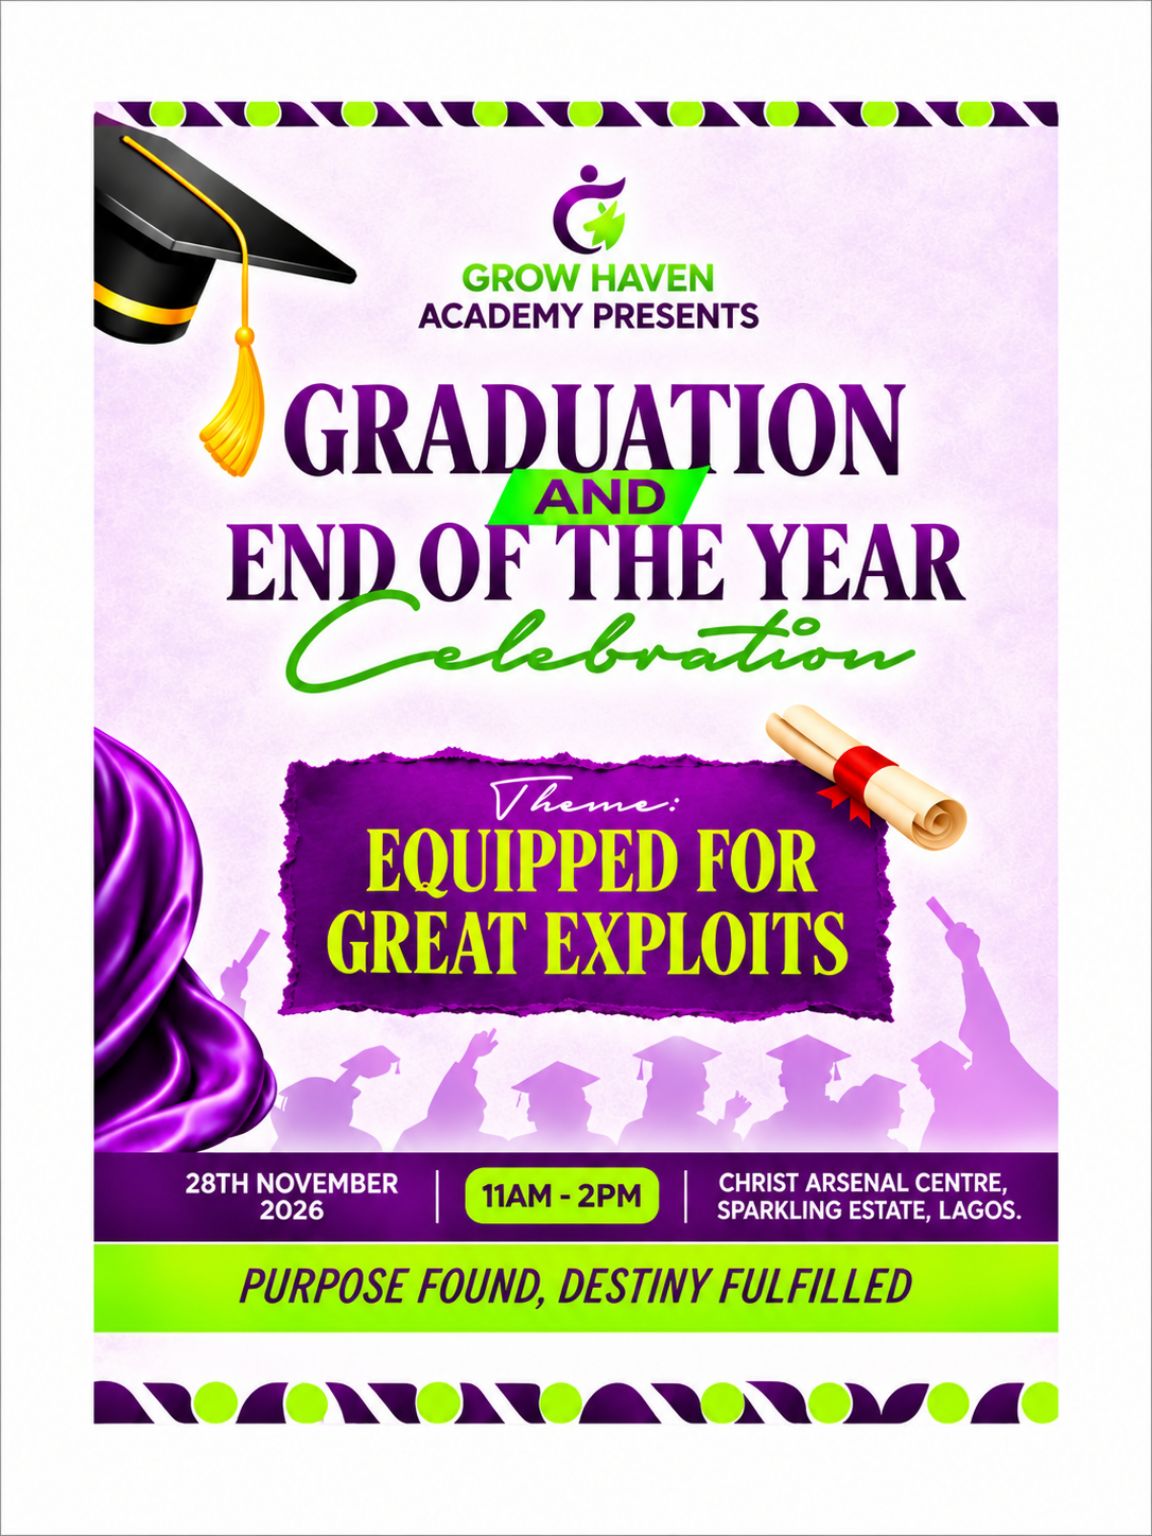 GROW HAVEN
ACADEMY PRESENTS
GRADUATION
AND
END OF THE YEAR
Celebration
Theme:
EQUIPPED FOR
GREAT EXPLOITS
28TH NOVEMBER
2026
11AM - 2PM
CHRIST ARSENAL CENTRE,
SPARKLING ESTATE, LAGOS.
PURPOSE FOUND, DESTINY FULFILLED